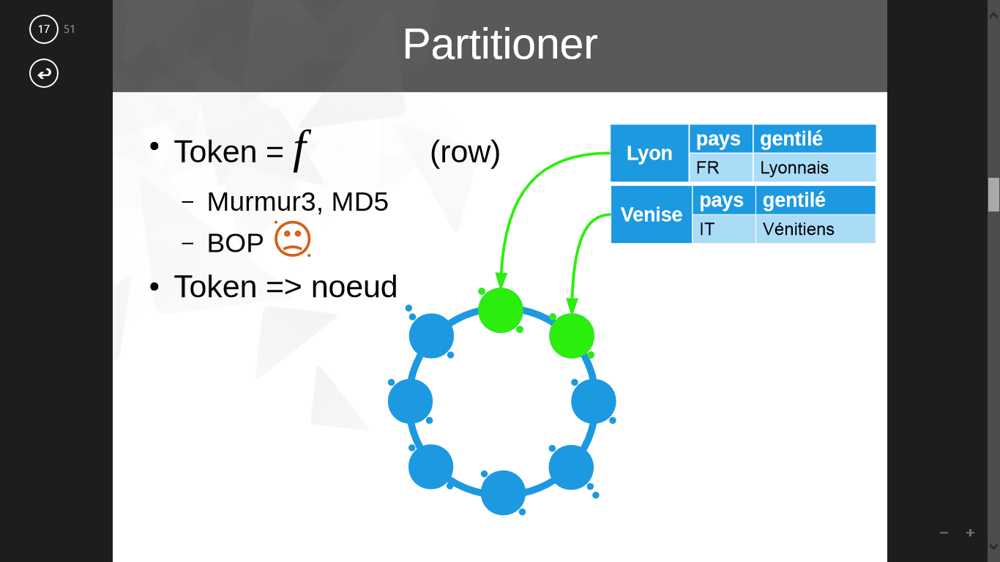 17 51
Partitioner
• Token = f (row)
– Murmur3, MD5
– BOP
• Token => noeud
Lyon
pays gentilé
FR Lyonnais
Venise
pays gentilé
IT Vénitiens